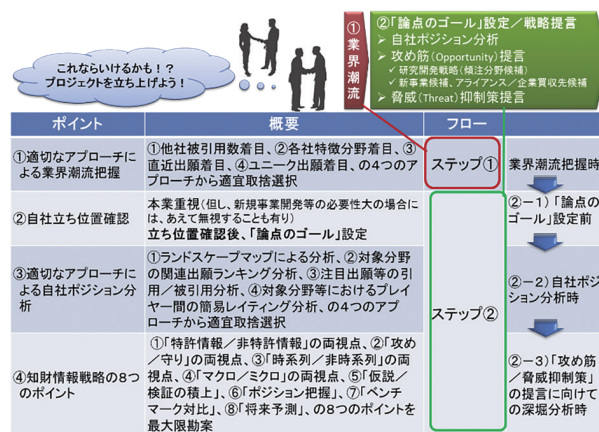 これならいけるかも！？
プロジェクトを立ち上げよう！
①業界潮流
②「論点のゴール」設定／戦略提言
➢ 自社ポジション分析
➢ 攻め筋(Opportunity)提言
✓ 研究開発戦略(傾注分野候補)
✓ 新事業候補、アライアンス／企業買収先候補
➢ 脅威(Threat)抑制策提言
ポイント
概要
フロー
①適切なアプローチに
よる業界潮流把握
①他社被引用数着目、②各社特徴分野着目、③
直近出願着目、④ユニーク出願着目、の4つのア
プローチから適宜取捨選択
ステップ①
業界潮流把握時
②自社立ち位置確認
本業重視(但し、新規事業開発等の必要性大の場合に
は、あえて無視することも有り)
立ち位置確認後、「論点のゴール」設定
②－1)「論点の
ゴール」設定前
③適切なアプローチに
よる自社ポジション分
析
①ランドスケープマップによる分析、②対象分野
の関連出願ランキング分析、③注目出願等の引
用／被引用分析、④対象分野等におけるプレイ
ヤー間の簡易レイティング分析、の4つのアプ
ローチから適宜取捨選択
ステップ②
②－2)自社ポジ
ション分析時
④知財情報戦略の8つ
のポイント
①「特許情報／非特許情報」の両視点、②「攻め
／守り」の両視点、③「時系列／非時系列」の両
視点、④「マクロ／ミクロ」の両視点、⑤「仮説／
検証の積上」、⑥「ポジション把握」、⑦「ベンチ
マーク対比」、⑧「将来予測」、の8つのポイントを
最大限勘案
②－3)「攻め筋
／脅威抑制策」
の提言に向けて
の深堀分析時